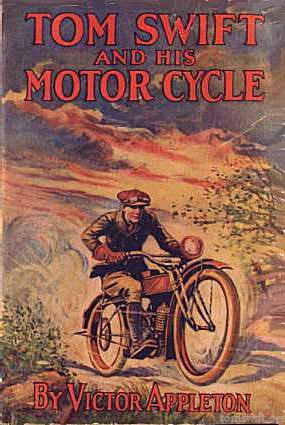 TOM SWIFT
AND HIS
MOTOR CYCLE
BY VICTOR APPLETON